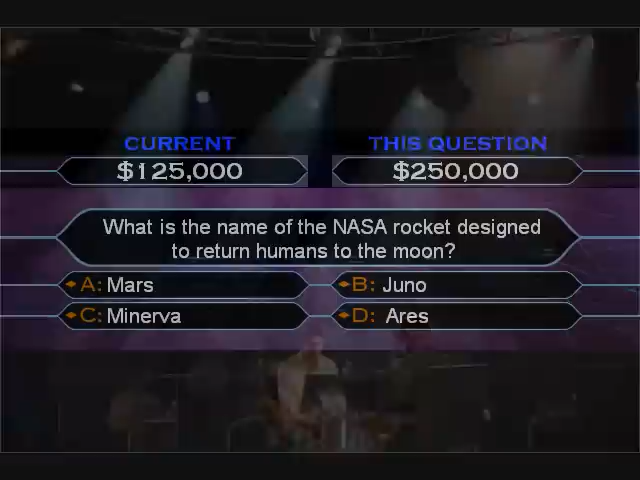 CURRENT
THIS QUESTION
$125,000
$250,000
What is the name of the NASA rocket designed
to return humans to the moon?
A: Mars
B: Juno
C: Minerva
D: Ares